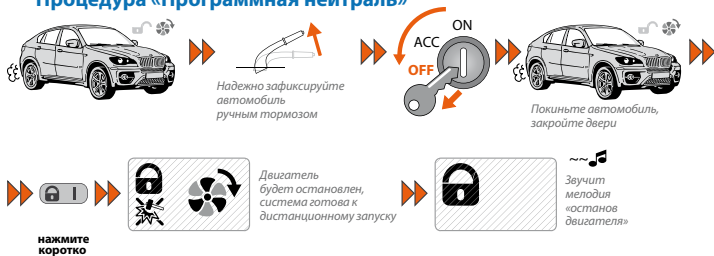 Процедура «Программная нейтраль»
Надежно зафиксируйте
автомобиль
ручным тормозом
ON
ACC
OFF
Покиньте автомобиль,
закройте двери
нажмите
коротко
Двигатель
будет остановлен,
система готова к
дистанционному запуску
Звучит
мелодия
«останов
двигателя»